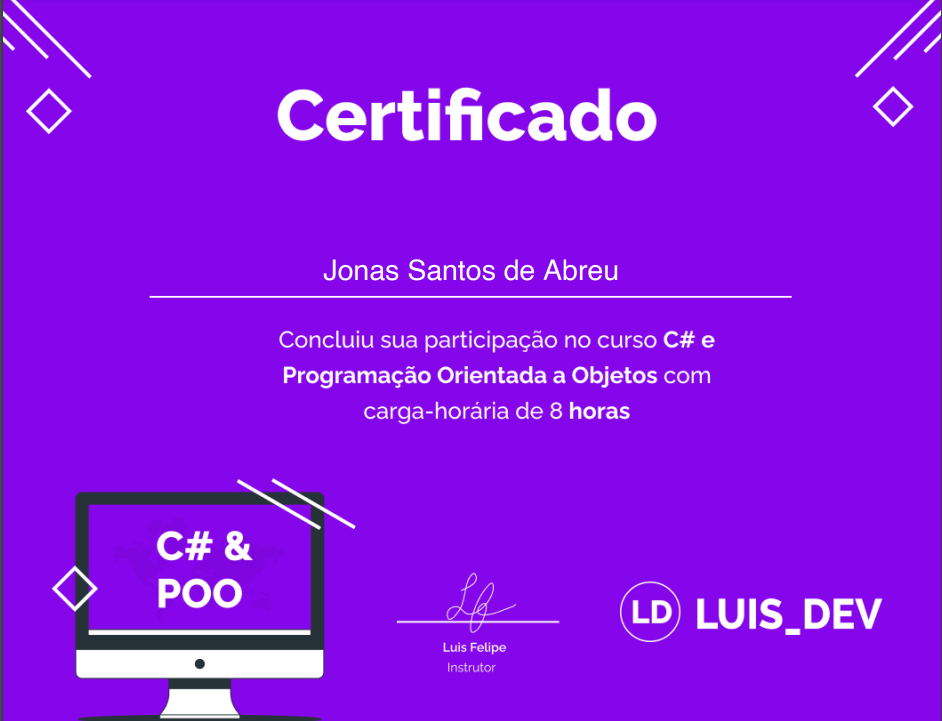 Certificado
Jonas Santos de Abreu
Concluiu sua participação no curso C# e
Programação Orientada a Objetos com
carga-horária de 8 horas
C# &
POO
Luis Felipe
Instrutor
LD LUIS_DEV